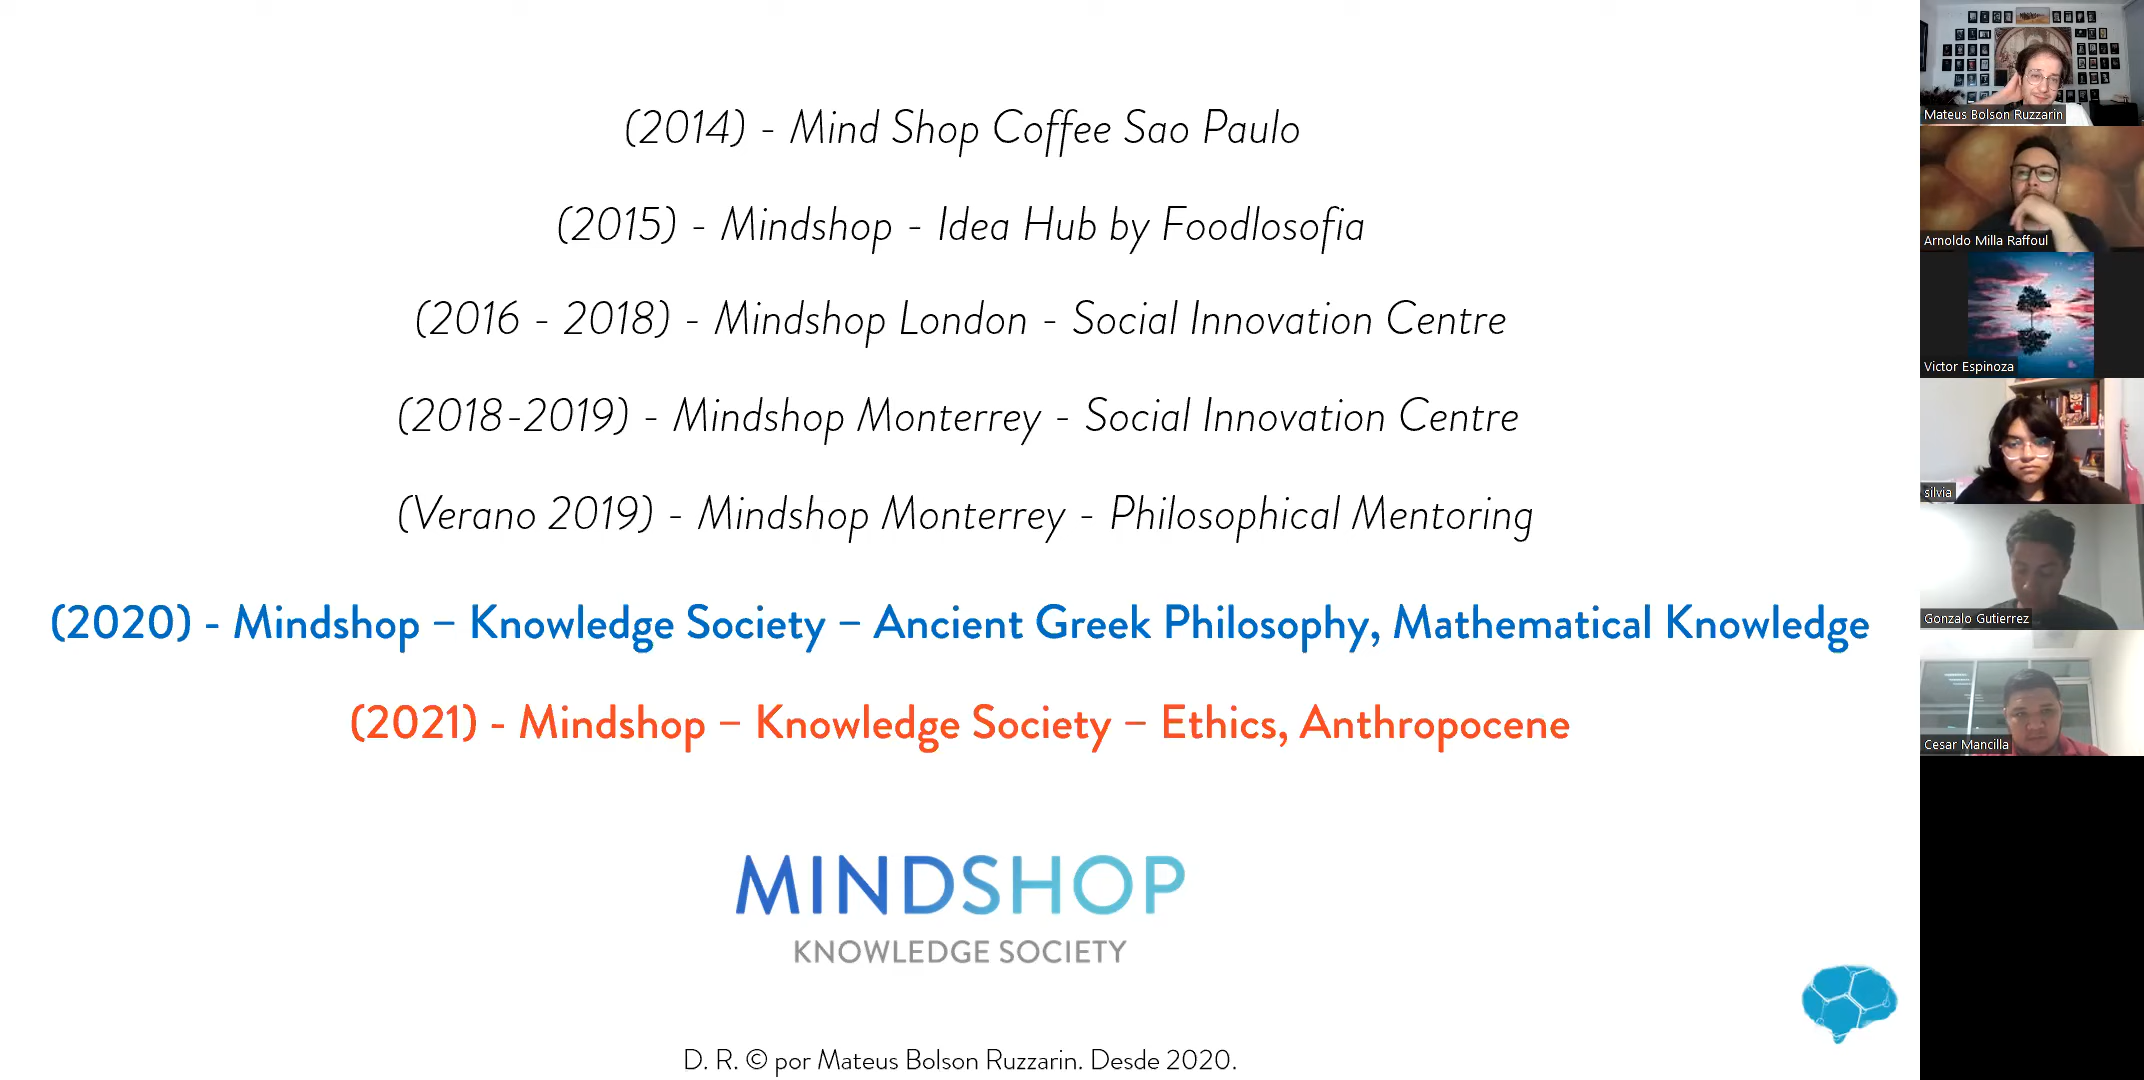 (2014) - Mind Shop Coffee Sao Paulo
(2015) - Mindshop - Idea Hub by Foodlosofia
(2016 - 2018) - Mindshop London - Social Innovation Centre
(2018-2019) - Mindshop Monterrey - Social Innovation Centre
(Verano 2019) - Mindshop Monterrey - Philosophical Mentoring
(2020) - Mindshop – Knowledge Society – Ancient Greek Philosophy, Mathematical Knowledge
(2021) - Mindshop – Knowledge Society – Ethics, Anthropocene
MINDSHOP
KNOWLEDGE SOCIETY
D. R. © por Mateus Bolson Ruzzarin. Desde 2020.
Mateus Bolson Ruzzarin
Arnoldo Milla Raffoul
Victor Espinoza
silvia
Gonzalo Gutierrez
Cesar Mancilla